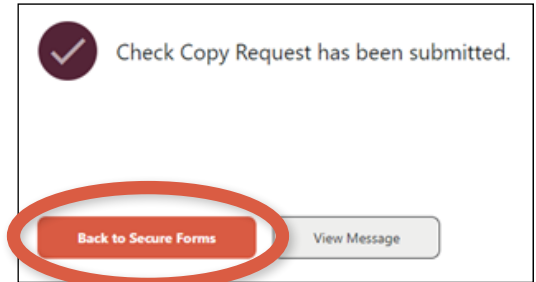 Check Copy Request has been submitted.
Back to Secure Forms
View Message